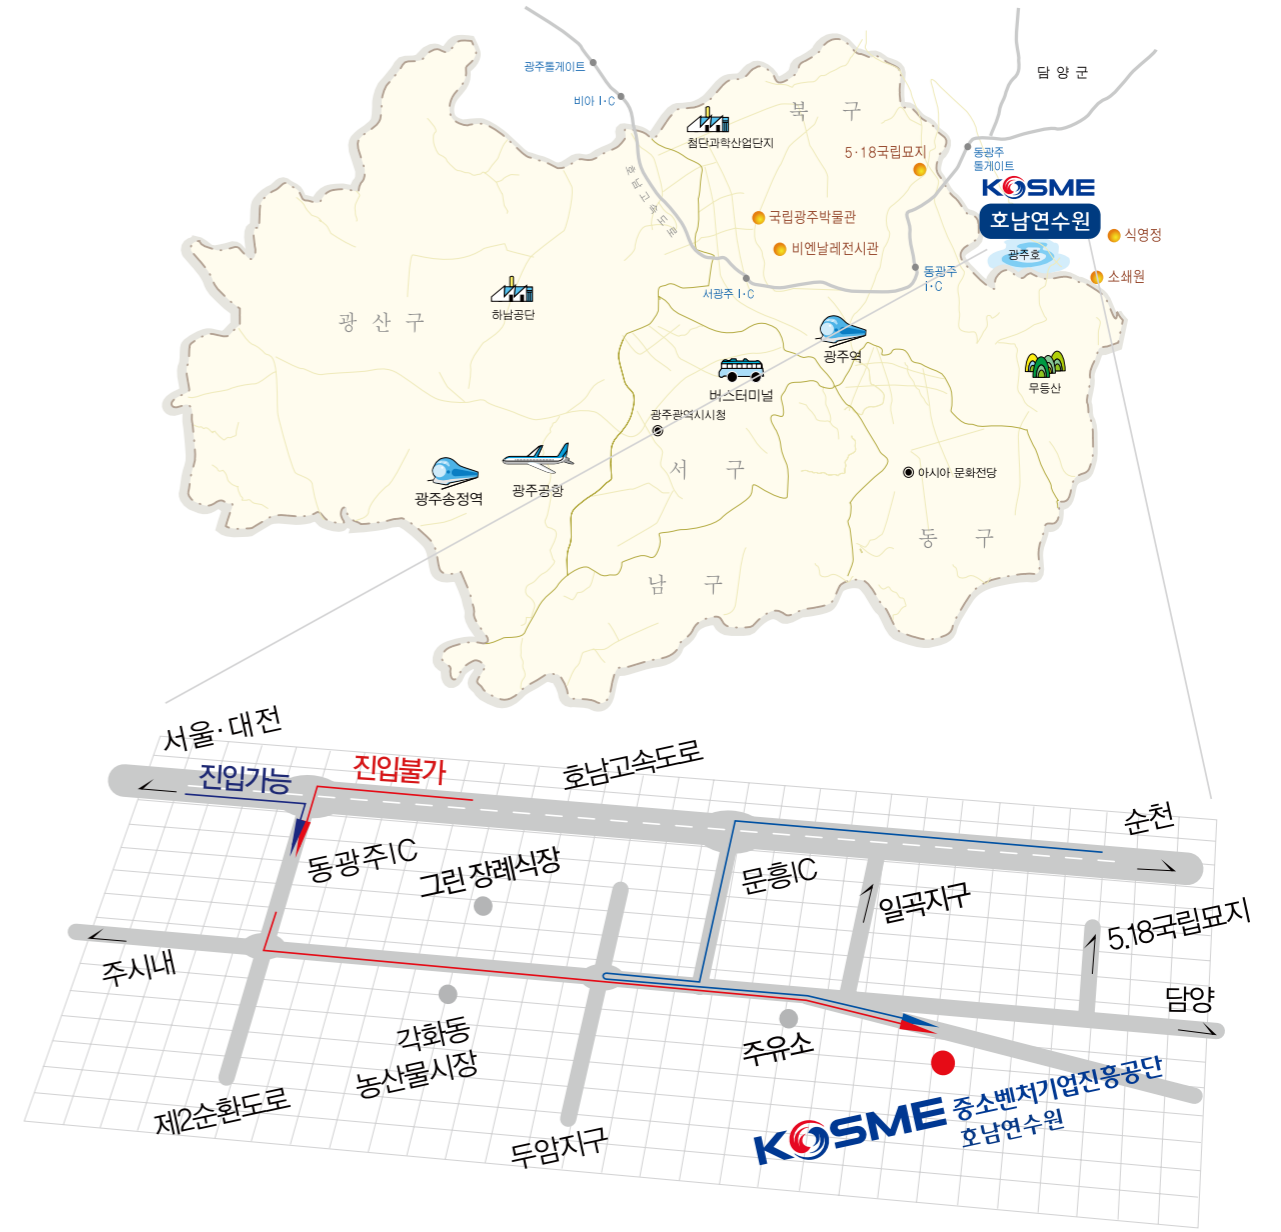 광주톨게이트
담 양 군
비아 I·C
북 구
첨단과학산업단지
5·18국립묘지
동광주
톨게이트
호남고속도로
KOSME
호남연수원
국립광주박물관
식영정
비엔날레전시관
광주호
동광주
I·C
소쇄원
서광주 I·C
하남공단
광 산 구
광주역
무등산
버스터미널
광주광역시시청
서 구
아시아 문화전당
광주송정역
광주공항
동 구
남 구
서울·대전
진입가능
진입불가
호남고속도로
순천
동광주IC
그린 장례식장
문흥IC
일곡지구
5.18국립묘지
주시내
담양
각화동
농산물시장
주유소
제2순환도로
두암지구
KOSME 중소벤처기업진흥공단
호남연수원